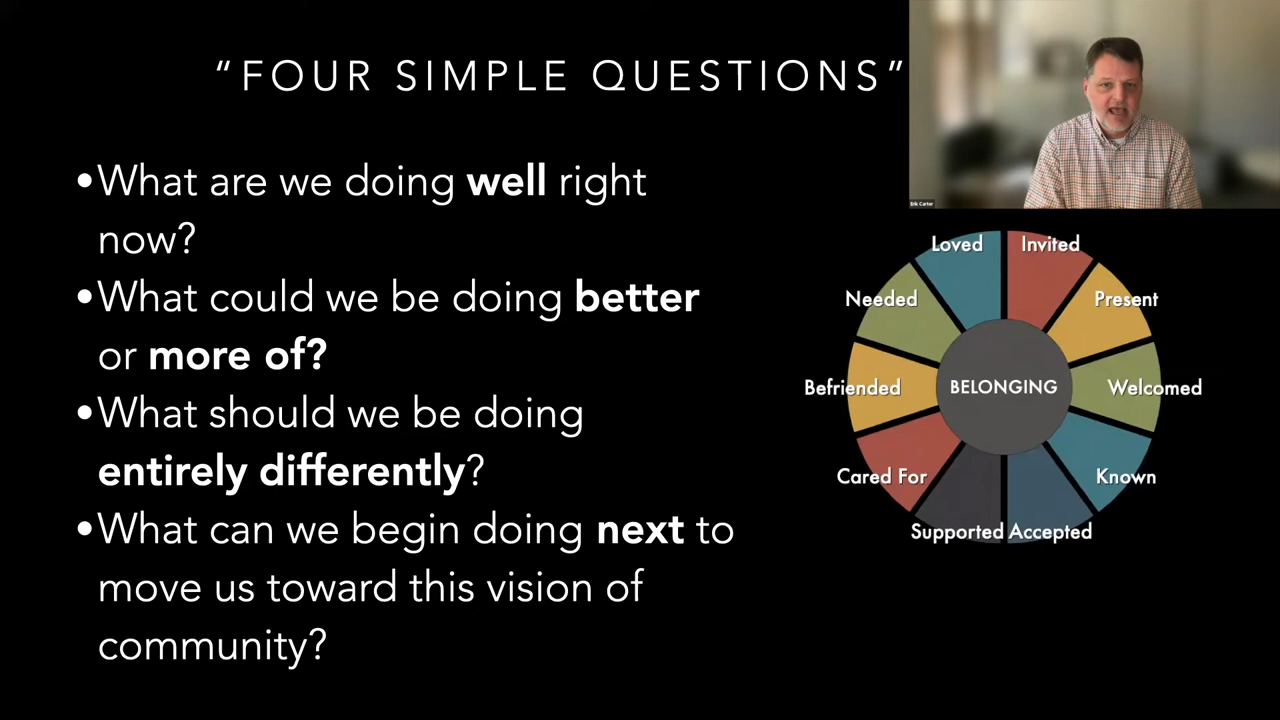 “FOUR SIMPLE QUESTIONS”
•What are we doing well right
now?
•What could we be doing better
or more of?
•What should we be doing
entirely differently?
•What can we begin doing next to
move us toward this vision of
community?
Erik Carter
Loved
Invited
Needed
Present
Befriended
BELONGING
Welcomed
Cared For
Known
Supported
Accepted